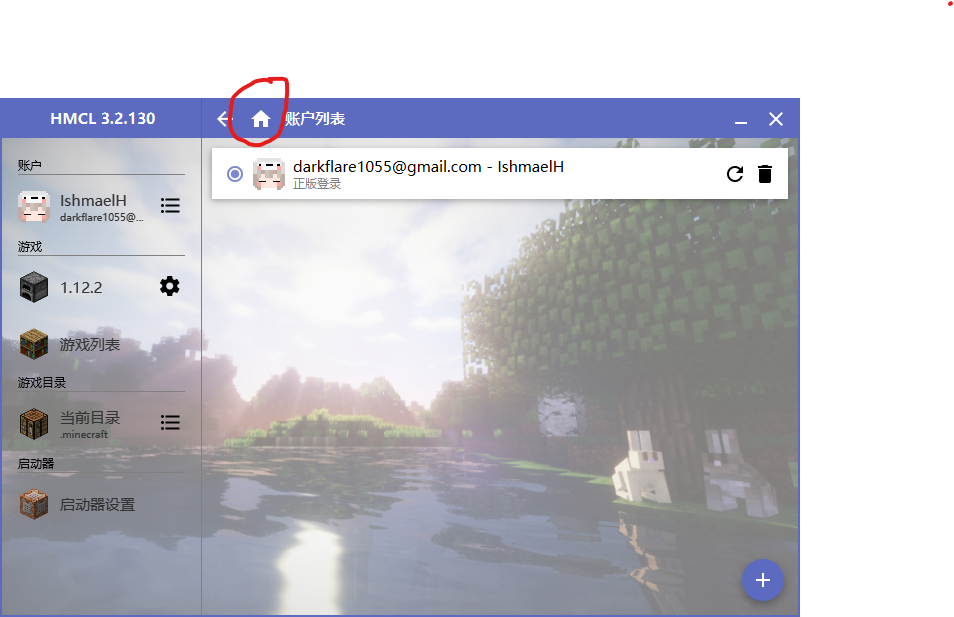 HMCL 3.2.130
账户列表
账户
IshmaelH
darkflare1055@...
游戏
1.12.2
游戏列表
游戏目录
当前目录
.minecraft
启动器
启动器设置
darkflare1055@gmail.com - IshmaelH
正版登录